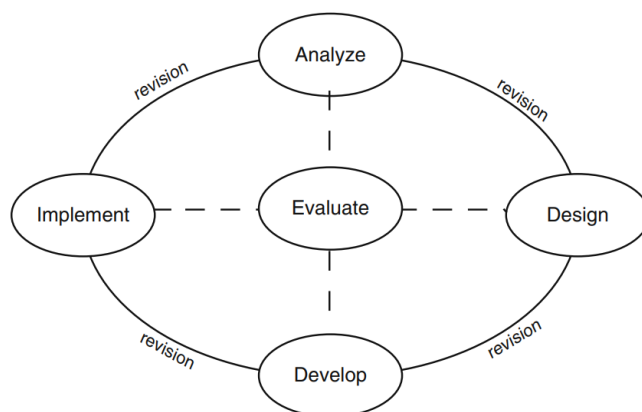 Analyze
revision
revision
Implement
Evaluate
Design
revision
revision
Develop